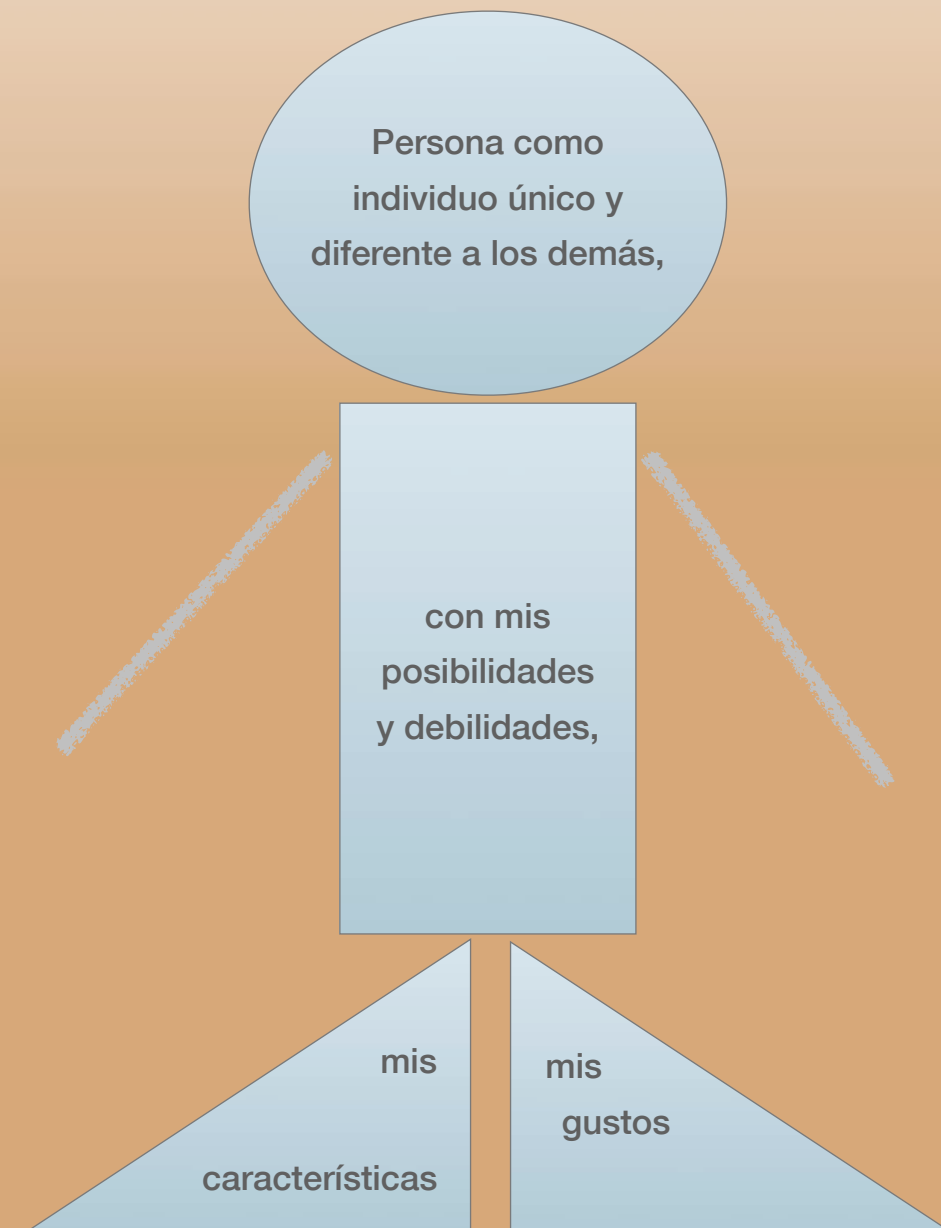 Persona como
individuo único y
diferente a los demás,
con mis
posibilidades
y debilidades,
mis
características
mis
gustos